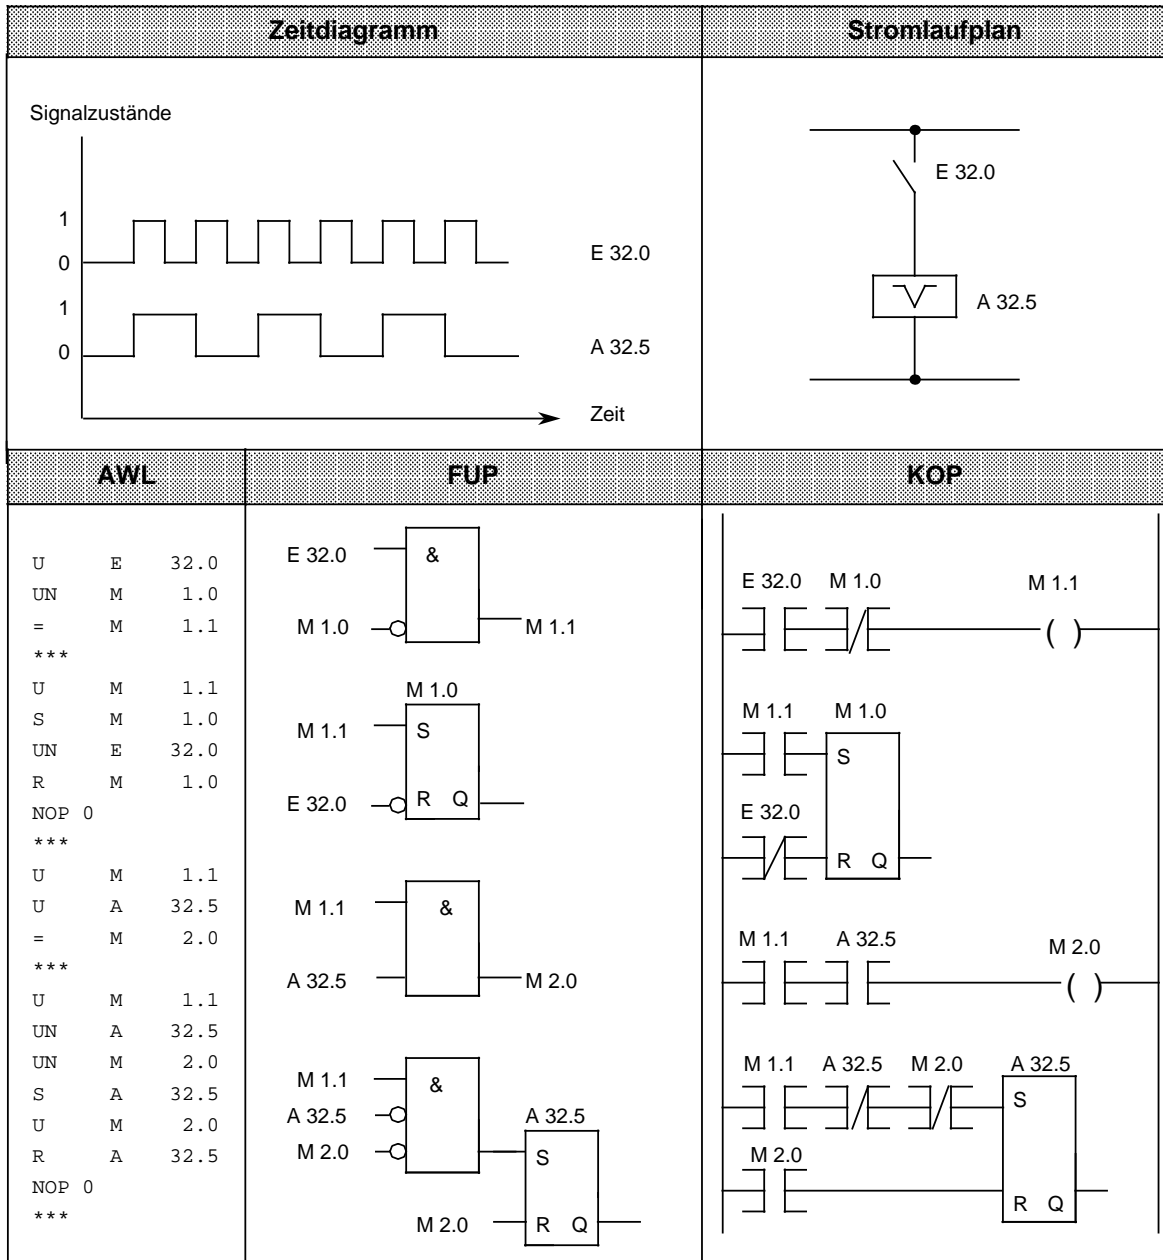 Zeitdiagramm
Stromlaufplan
Signalzustände
1
0
E 32.0
1
0
A 32.5
Zeit
E 32.0
A 32.5
AWL
FUP
KOP
U E 32.0
UN M 1.0
= M 1.1
***
U M 1.1
S M 1.0
UN E 32.0
R M 1.0
NOP 0
***
U M 1.1
U A 32.5
= M 2.0
***
U M 1.1
UN A 32.5
UN M 2.0
S A 32.5
U M 2.0
R A 32.5
NOP 0
***
E 32.0 &
M 1.0 M 1.1
M 1.0
M 1.1 S
E 32.0 R Q
M 1.1 &
A 32.5 M 2.0
M 1.1 &
A 32.5 A 32.5
M 2.0 S
M 2.0 R Q
E 32.0 M 1.0 M 1.1
( )
M 1.1 M 1.0
S
E 32.0
R Q
M 1.1 A 32.5 M 2.0
( )
M 1.1 A 32.5 M 2.0 A 32.5
S
M 2.0
R Q